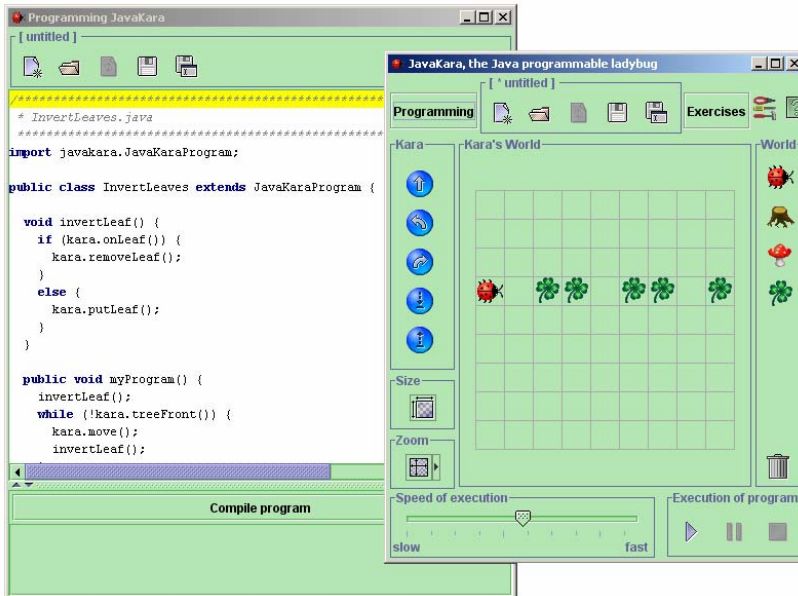 Programming JavaKara
[ untitled ]
/***************************************************
* InvertLeaves.java
***************************************************
import javakara.JavaKaraProgram;
public class InvertLeaves extends JavaKaraProgram {
void invertLeaf() {
if (kara.onLeaf()) {
kara.removeLeaf();
}
else {
kara.putLeaf();
}
}
public void myProgram() {
invertLeaf();
while (!kara.treeFront()) {
kara.move();
invertLeaf();
Compile program
JavaKara, the Java programmable ladybug
[ * untitled ]
Programming
Exercises
Kara
Kara's World
World
Size
Zoom
Speed of execution
slow
fast
Execution of program